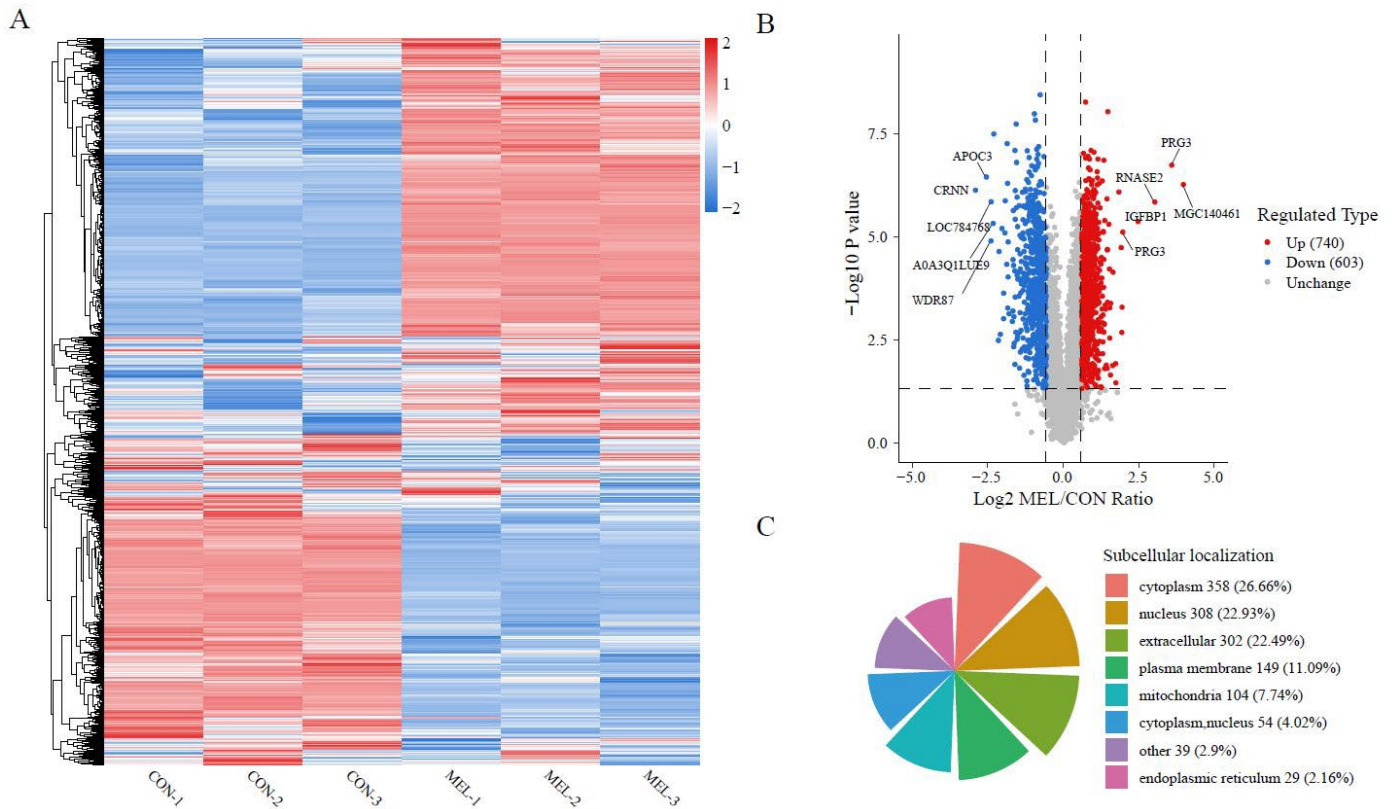 A
2
1
0
−1
−2
CON-1
CON-2
CON-3
MEL-1
MEL-2
MEL-3
B
−Log10 P value
7.5
5.0
2.5
0.0
−5.0
−2.5
0.0
2.5
5.0
Log2 MEL/CON Ratio
APOC3
CRNN
LOC784768
A0A3Q1LUE9
WDR87
PRG3
RNASE2
IGFBP1
MGC140461
PRG3
Regulated Type
Up (740)
Down (603)
Unchange
C
Subcellular localization
cytoplasm 358 (26.66%)
nucleus 308 (22.93%)
extracellular 302 (22.49%)
plasma membrane 149 (11.09%)
mitochondria 104 (7.74%)
cytoplasm,nucleus 54 (4.02%)
other 39 (2.9%)
endoplasmic reticulum 29 (2.16%)